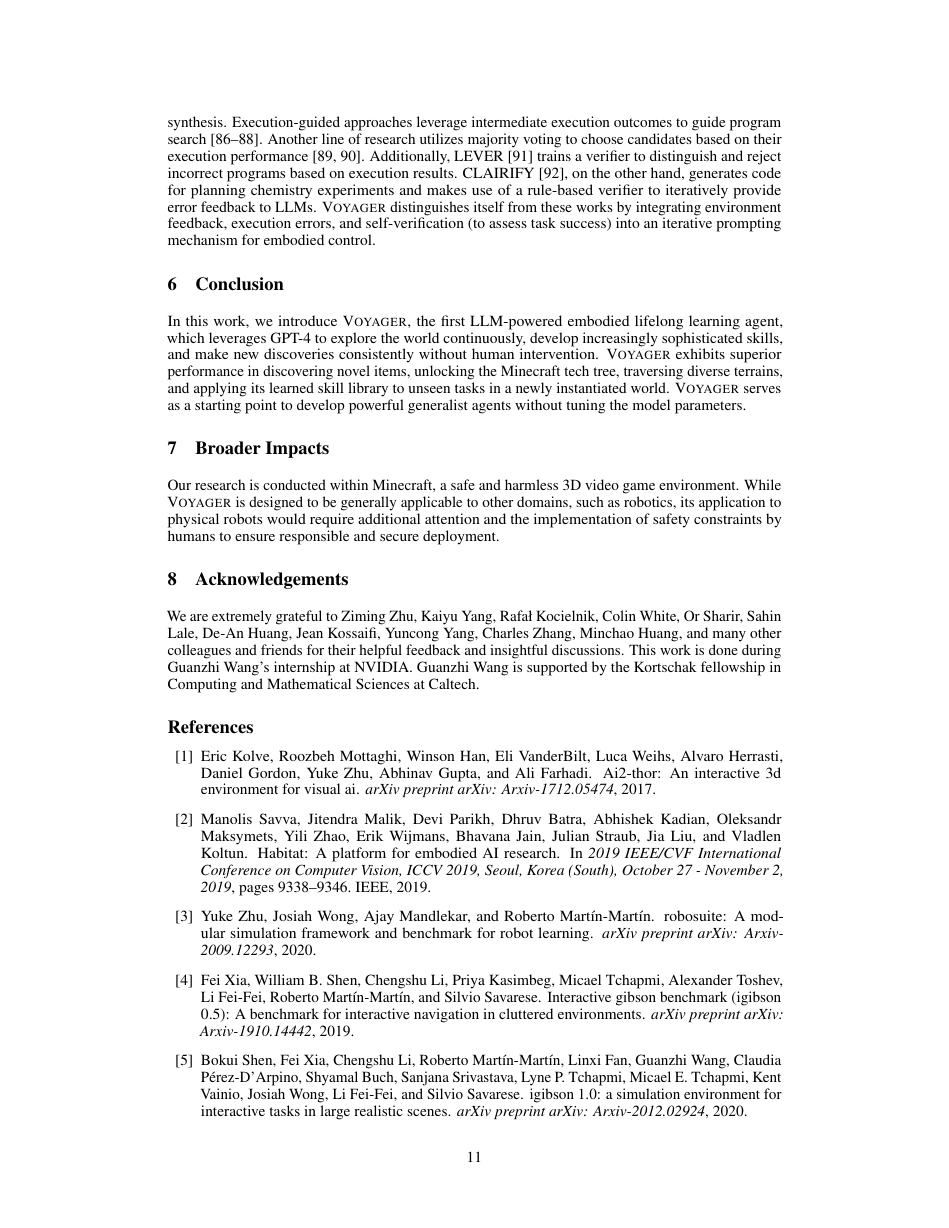 synthesis. Execution-guided approaches leverage intermediate execution outcomes to guide program
search [86–88]. Another line of research utilizes majority voting to choose candidates based on their
execution performance [89, 90]. Additionally, LEVER [91] trains a verifier to distinguish and reject
incorrect programs based on execution results. CLAIRIFY [92], on the other hand, generates code
for planning chemistry experiments and makes use of a rule-based verifier to iteratively provide
error feedback to LLMs. VOYAGER distinguishes itself from these works by integrating environment
feedback, execution errors, and self-verification (to assess task success) into an iterative prompting
mechanism for embodied control.
6 Conclusion
In this work, we introduce VOYAGER, the first LLM-powered embodied lifelong learning agent,
which leverages GPT-4 to explore the world continuously, develop increasingly sophisticated skills,
and make new discoveries consistently without human intervention. VOYAGER exhibits superior
performance in discovering novel items, unlocking the Minecraft tech tree, traversing diverse terrains,
and applying its learned skill library to unseen tasks in a newly instantiated world. VOYAGER serves
as a starting point to develop powerful generalist agents without tuning the model parameters.
7 Broader Impacts
Our research is conducted within Minecraft, a safe and harmless 3D video game environment. While
VOYAGER is designed to be generally applicable to other domains, such as robotics, its application to
physical robots would require additional attention and the implementation of safety constraints by
humans to ensure responsible and secure deployment.
8 Acknowledgements
We are extremely grateful to Ziming Zhu, Kaiyu Yang, Rafał Kocielnik, Colin White, Or Sharir, Sahin
Lale, De-An Huang, Jean Kossaifi, Yuncong Yang, Charles Zhang, Minchao Huang, and many other
colleagues and friends for their helpful feedback and insightful discussions. This work is done during
Guanzhi Wang's internship at NVIDIA. Guanzhi Wang is supported by the Kortschak fellowship in
Computing and Mathematical Sciences at Caltech.
References
[1] Eric Kolve, Roozbeh Mottaghi, Winson Han, Eli VanderBilt, Luca Weihs, Alvaro Herrasti,
Daniel Gordon, Yuke Zhu, Abhinav Gupta, and Ali Farhadi. Ai2-thor: An interactive 3d
environment for visual ai. arXiv preprint arXiv: Arxiv-1712.05474, 2017.
[2] Manolis Savva, Jitendra Malik, Devi Parikh, Dhruv Batra, Abhishek Kadian, Oleksandr
Maksymets, Yili Zhao, Erik Wijmans, Bhavana Jain, Julian Straub, Jia Liu, and Vladlen
Koltun. Habitat: A platform for embodied AI research. In 2019 IEEE/CVF International
Conference on Computer Vision, ICCV 2019, Seoul, Korea (South), October 27 - November 2,
2019, pages 9338–9346. IEEE, 2019.
[3] Yuke Zhu, Josiah Wong, Ajay Mandlekar, and Roberto Martín-Martín. robosuite: A mod-
ular simulation framework and benchmark for robot learning. arXiv preprint arXiv: Arxiv-
2009.12293, 2020.
[4] Fei Xia, William B. Shen, Chengshu Li, Priya Kasimbeg, Micael Tchapmi, Alexander Toshev,
Li Fei-Fei, Roberto Martín-Martín, and Silvio Savarese. Interactive gibson benchmark (igibson
0.5): A benchmark for interactive navigation in cluttered environments. arXiv preprint arXiv:
Arxiv-1910.14442, 2019.
[5] Bokui Shen, Fei Xia, Chengshu Li, Roberto Martín-Martín, Linxi Fan, Guanzhi Wang, Claudia
Pérez-D'Arpino, Shyamal Buch, Sanjana Srivastava, Lyne P. Tchapmi, Micael E. Tchapmi, Kent
Vainio, Josiah Wong, Li Fei-Fei, and Silvio Savarese. igibson 1.0: a simulation environment for
interactive tasks in large realistic scenes. arXiv preprint arXiv: Arxiv-2012.02924, 2020.
11